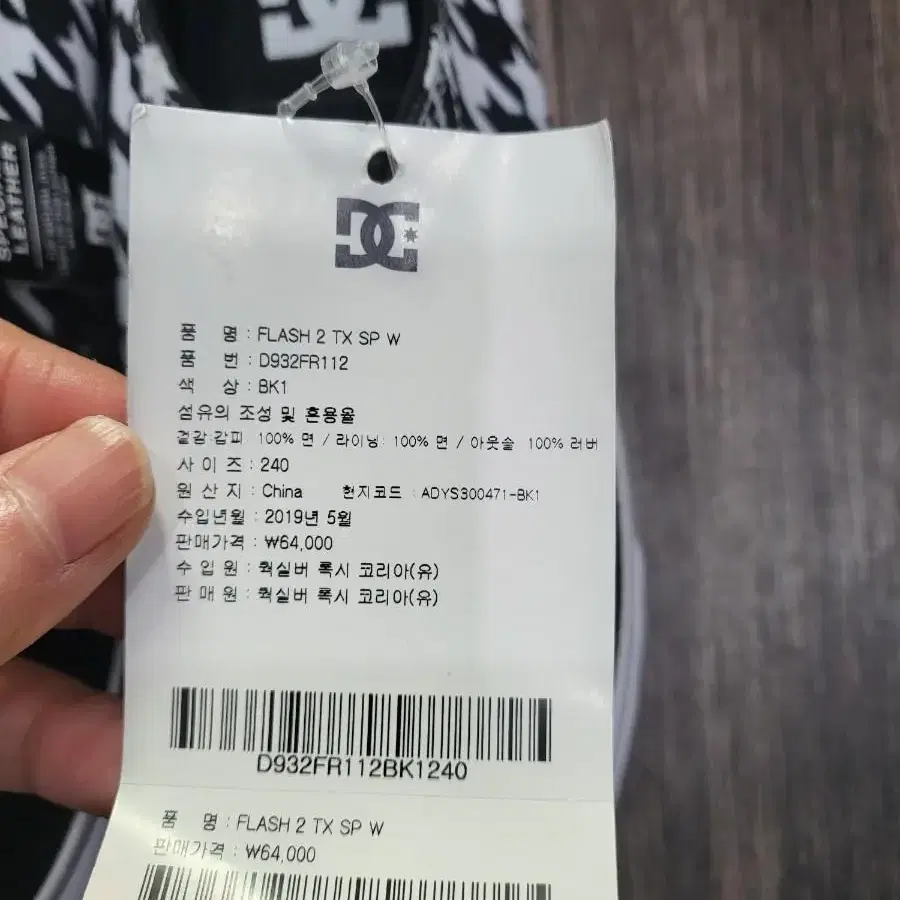 LEATHER
DC
품 명 : FLASH 2 TX SP W
품 번 : D932FR112
색 상 : BK1
섬유의 조성 및 혼용율
겉감:갑피 100% 면 / 라이닝: 100% 면 / 아웃솔 100% 러버
사 이 즈 : 240
원 산 지 : China 현지코드 : ADYS300471-BK1
수입년월 : 2019년 5월
판매가격 : ₩64,000
수 입 원 : 퀵실버 록시 코리아(유)
판 매 원 : 퀵실버 록시 코리아(유)
D932FR112BK1240
품 명 : FLASH 2 TX SP W
판매가격 : ₩64,000